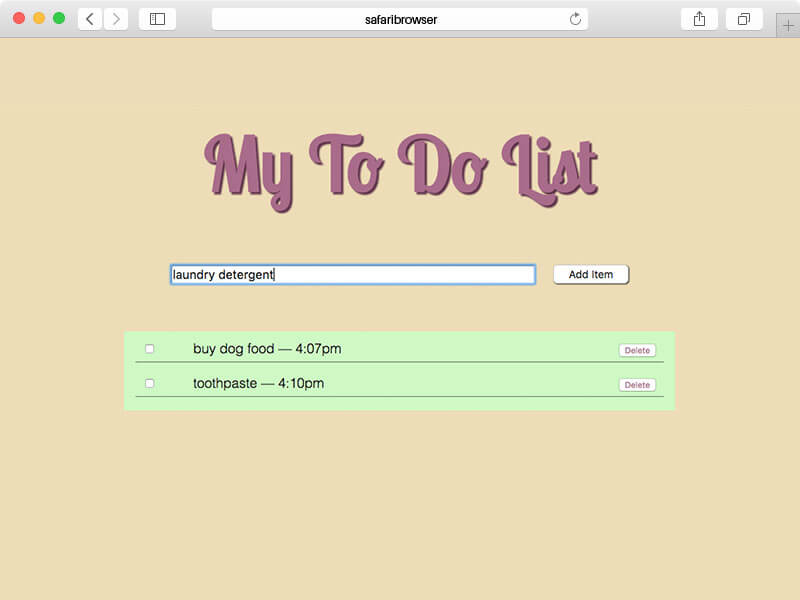 safaribrowser
My To Do List
laundry detergent
Add Item
buy dog food — 4:07pm
Delete
toothpaste — 4:10pm
Delete